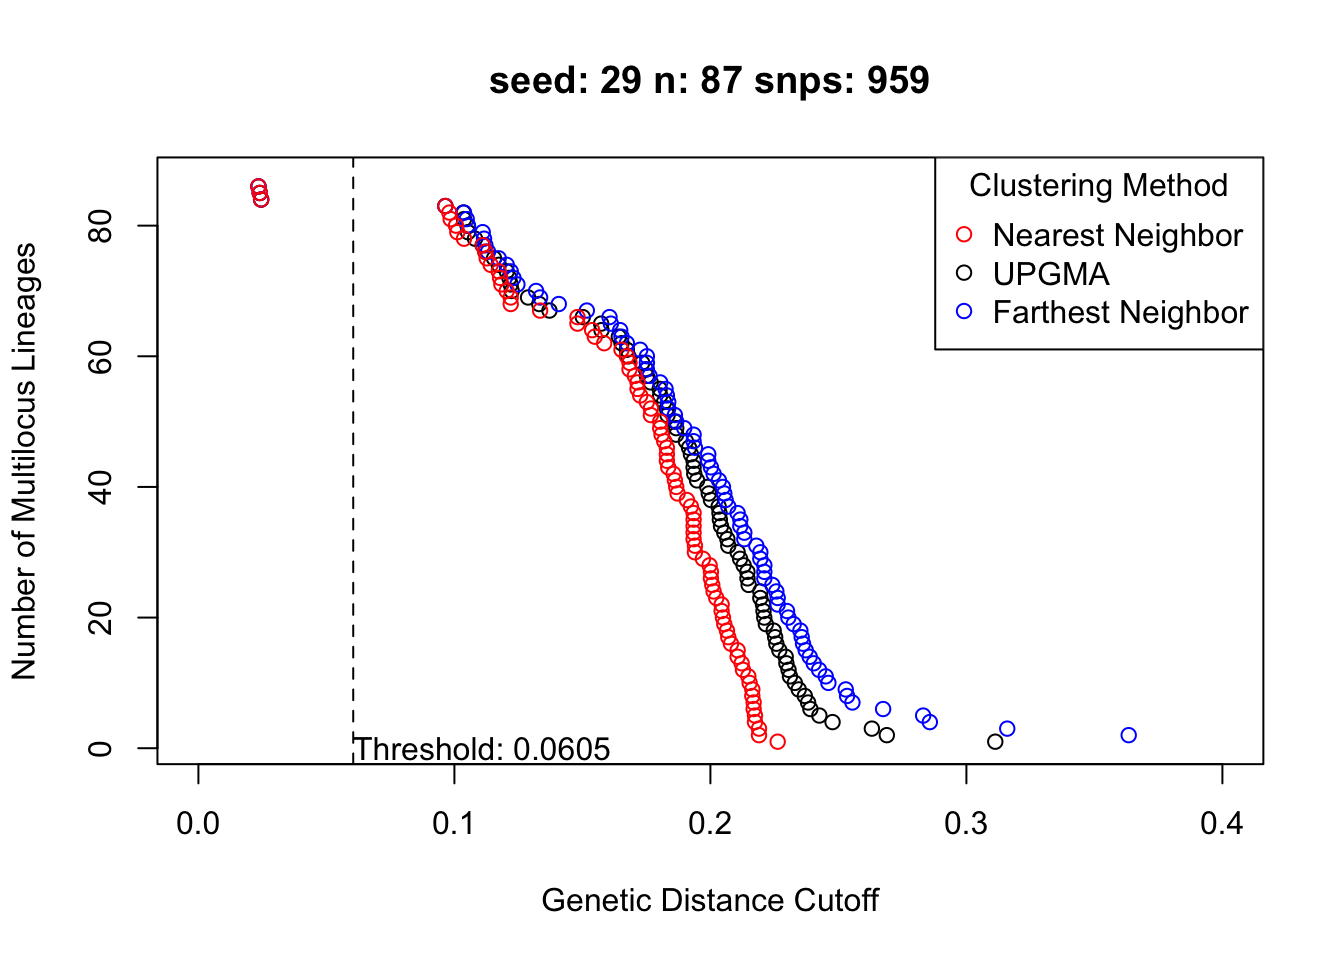 seed: 29 n: 87 snps: 959
Number of Multilocus Lineages
80
60
40
20
0
Clustering Method
Nearest Neighbor
UPGMA
Farthest Neighbor
Threshold: 0.0605
0.0 0.1 0.2 0.3 0.4
Genetic Distance Cutoff